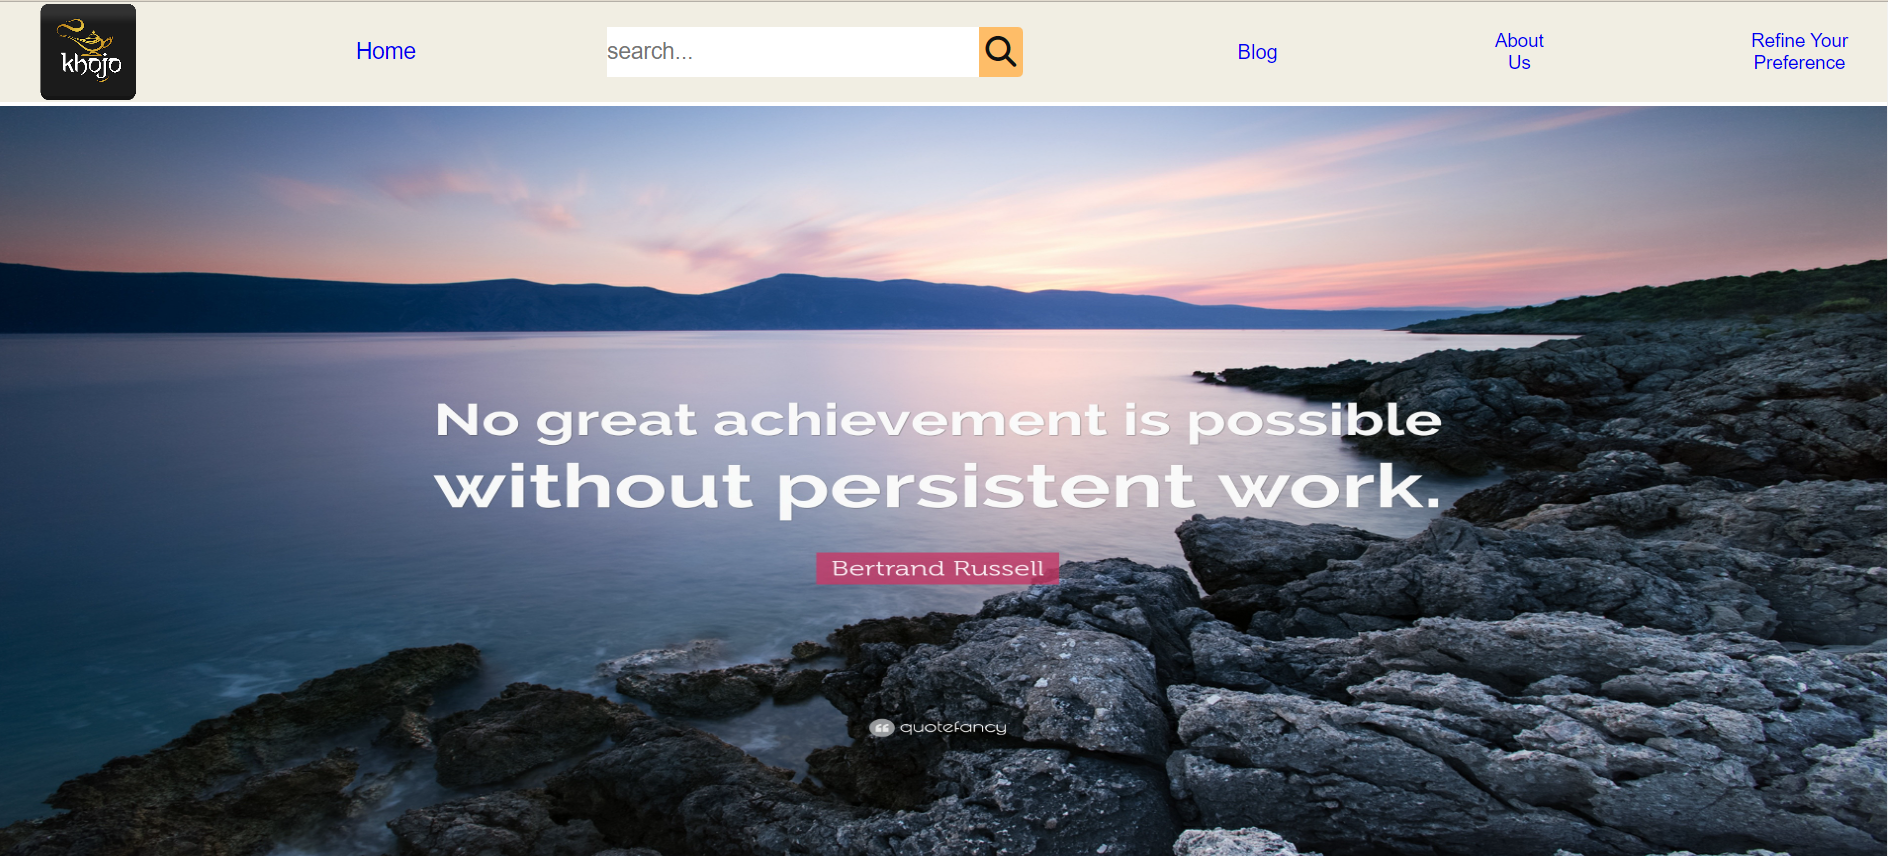 khojo
Home
search...
Blog
About
Us
Refine Your
Preference
No great achievement is possible
without persistent work.
Bertrand Russell
quotefancy